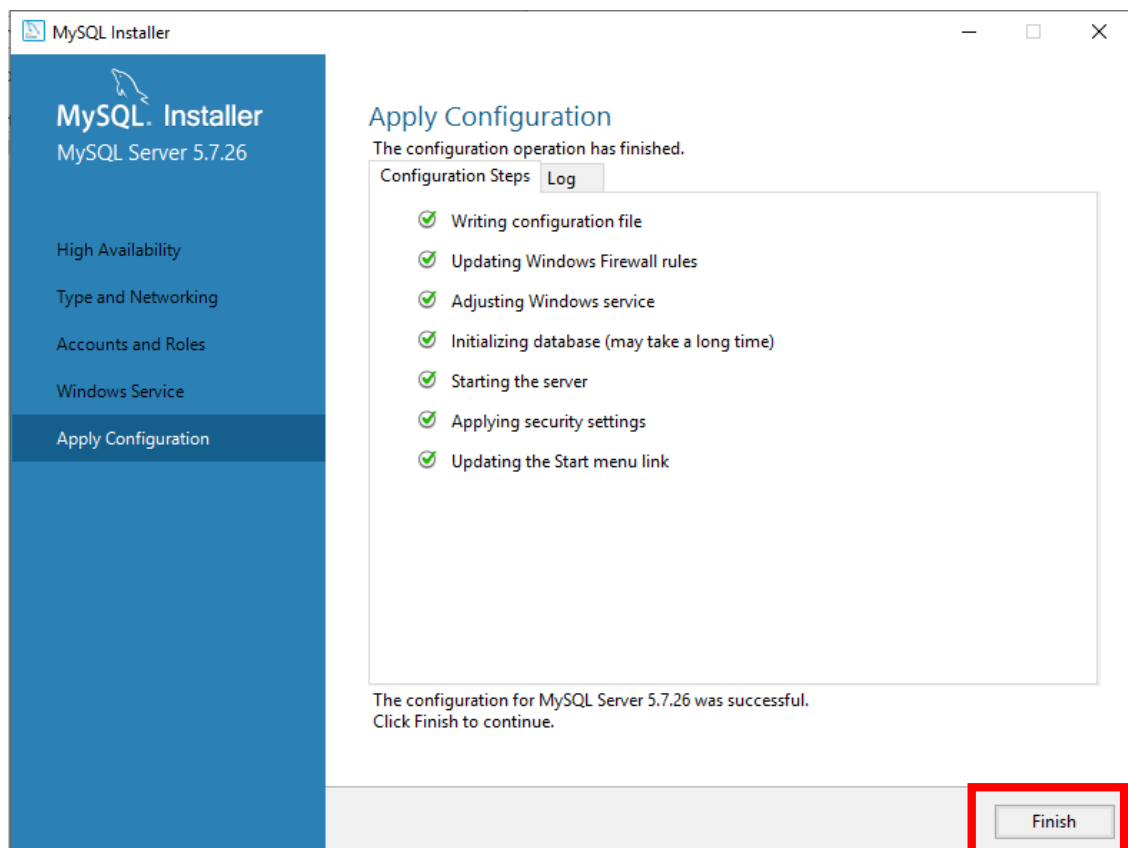 MySQL Installer
MySQL. Installer
MySQL Server 5.7.26
High Availability
Type and Networking
Accounts and Roles
Windows Service
Apply Configuration
Apply Configuration
The configuration operation has finished.
Configuration Steps
Log
Writing configuration file
Updating Windows Firewall rules
Adjusting Windows service
Initializing database (may take a long time)
Starting the server
Applying security settings
Updating the Start menu link
The configuration for MySQL Server 5.7.26 was successful.
Click Finish to continue.
Finish